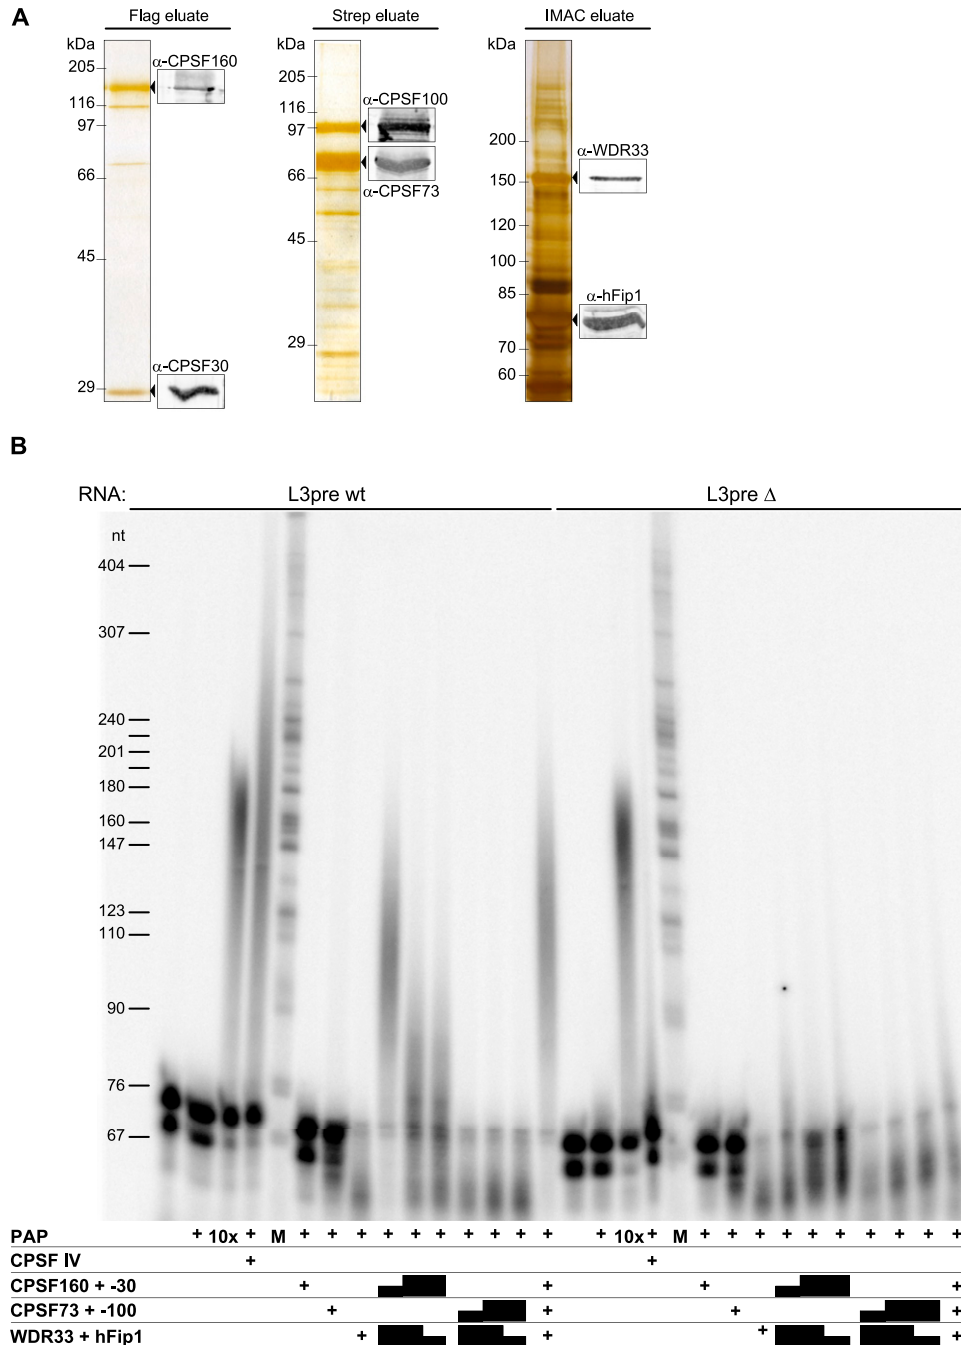 A
Flag eluate
Strep eluate
IMAC eluate
kDa
205
116
97
66
45
29
α-CPSF160
α-CPSF30
kDa
205
116
97
66
45
29
α-CPSF100
α-CPSF73
kDa
200
150
120
100
85
70
60
α-WDR33
α-hFip1
B
RNA: L3pre wt L3pre Δ
nt
404
307
240
201
180
160
147
123
110
90
76
67
PAP + 10x + M + + + + + + + + + + + + 10x + M + + + + + + + + + +
CPSF IV + +
CPSF160 + -30 + + + +
CPSF73 + -100 + + + +
WDR33 + hFip1 + + + +